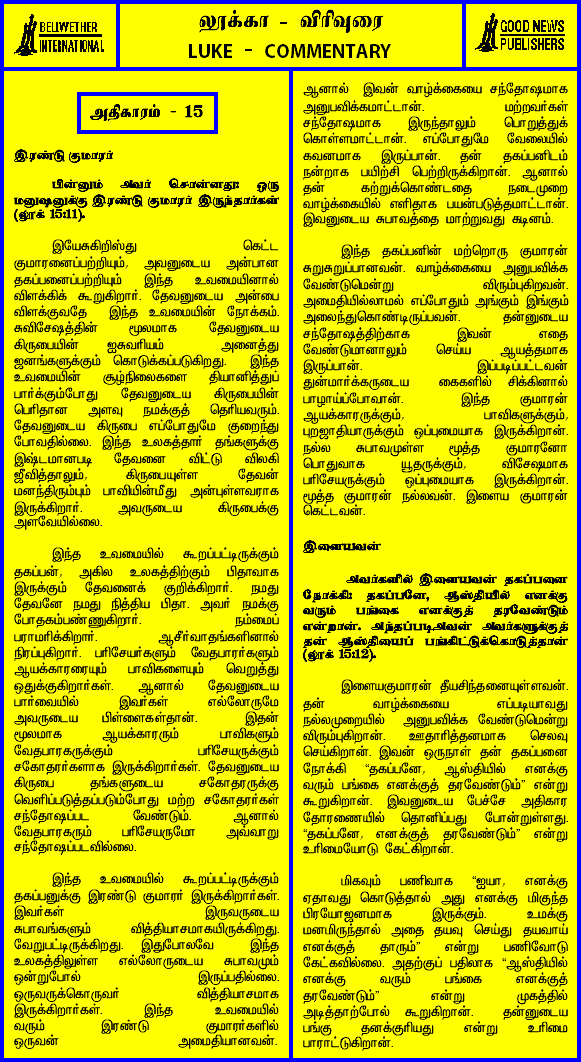 BELIWETHER
INTERNATIONAL
லூக்கா - விரிவுரை
LUKE - COMMENTARY
GOOD NEWS
PUBLISHERS
அதிகாரம் - 15
இரண்டு குமாரர்
பின்னும் அவர் சொன்னது: ஒரு
மனுஷனுக்கு இரண்டு குமாரர் இருந்தார்கள்
(லூக் 15:11).
இயேசுகிறிஸ்து கெட்ட
குமாரனைப்பற்றியும், அவனுடைய அன்பான
தகப்பனைப்பற்றியும் இந்த உவமையினால்
விளக்கிக் கூறுகிறார். தேவனுடைய அன்பை
விளக்குவதே இந்த உவமையின் நோக்கம்.
சுவிசேஷத்தின் மூலமாக தேவனுடைய
கிருபையின் ஐசுவரியம் அனைத்து
ஜனங்களுக்கும் கொடுக்கப்படுகிறது. இந்த
உவமையின் சூழ்நிலைகளை தியானித்துப்
பார்க்கும்போது தேவனுடைய கிருபையின்
பெரிதான அளவு நமக்குத் தெரியவரும்.
தேவனுடைய கிருபை எப்போதுமே குறைந்து
போவதில்லை. இந்த உலகத்தார் தங்களுக்கு
இஷ்டமானபடி தேவனை விட்டு விலகி
ஜீவித்தாலும், கிருபையுள்ள தேவன்
மனந்திரும்பும் பாவியின்மீது அன்புள்ளவராக
இருக்கிறார். அவருடைய கிருபைக்கு
அளவேயில்லை.
இந்த உவமையில் கூறப்பட்டிருக்கும்
தகப்பன், அகில உலகத்திற்கும் பிதாவாக
இருக்கும் தேவனைக் குறிக்கிறார். நமது
தேவனே நமது நித்திய பிதா. அவர் நமக்கு
போதகம்பண்ணுகிறார். நம்மைப்
பராமரிக்கிறார். ஆசீர்வாதங்களினால்
நிரப்புகிறார். பரிசேயர்களும் வேதபாரர்களும்
ஆயக்காரரையும் பாவிகளையும் வெறுத்து
ஒதுக்குகிறார்கள். ஆனால் தேவனுடைய
பார்வையில் இவர்கள் எல்லோருமே
அவருடைய பிள்ளைகள்தான். இதன்
மூலமாக ஆயக்காரரும் பாவிகளும்
வேதபாரகருக்கும் பரிசேயருக்கும்
சகோதரர்களாக இருக்கிறார்கள். தேவனுடைய
கிருபை தங்களுடைய சகோதரருக்கு
வெளிப்படுத்தப்படும்போது மற்ற சகோதரர்கள்
சந்தோஷப்பட வேண்டும். ஆனால்
வேதபாரகரும் பரிசேயருமோ அவ்வாறு
சந்தோஷப்படவில்லை.
இந்த உவமையில் கூறப்பட்டிருக்கும்
தகப்பனுக்கு இரண்டு குமாரர் இருக்கிறார்கள்.
இவர்கள் இருவருடைய
சுபாவங்களும் வித்தியாசமாகயிருக்கிறது.
வேறுபட்டிருக்கிறது. இதுபோலவே இந்த
உலகத்திலுள்ள எல்லோருடைய சுபாவமும்
ஒன்றுபோல் இருப்பதில்லை.
ஒருவருக்கொருவர் வித்தியாசமாக
இருக்கிறார்கள். இந்த உவமையில்
வரும் இரண்டு குமாரர்களில்
ஒருவன் அமைதியானவன்.
ஆனால் இவன் வாழ்க்கையை சந்தோஷமாக
அனுபவிக்கமாட்டான். மற்றவர்கள்
சந்தோஷமாக இருந்தாலும் பொறுத்துக்
கொள்ளமாட்டான். எப்போதுமே வேலையில்
கவனமாக இருப்பான். தன் தகப்பனிடம்
நன்றாக பயிற்சி பெற்றிருக்கிறான். ஆனால்
தன் கற்றுக்கொண்டதை நடைமுறை
வாழ்க்கையில் எளிதாக பயன்படுத்தமாட்டான்.
இவனுடைய சுபாவத்தை மாற்றுவது கடினம்.
இந்த தகப்பனின் மற்றொரு குமாரன்
சுறுசுறுப்பானவன். வாழ்க்கையை அனுபவிக்க
வேண்டுமென்று விரும்புகிறவன்.
அமைதியில்லாமல் எப்போதும் அங்கும் இங்கும்
அலைந்துகொண்டிருப்பவன். தன்னுடைய
சந்தோஷத்திற்காக இவன் எதை
வேண்டுமானாலும் செய்ய ஆயத்தமாக
இருப்பான். இப்படிப்பட்டவன்
துன்மார்க்கருடைய கைகளில் சிக்கினால்
பாழாய்ப்போவான். இந்த குமாரன்
ஆயக்காரருக்கும், பாவிகளுக்கும்,
புறஜாதியாருக்கும் ஒப்புமையாக இருக்கிறான்.
நல்ல சுபாவமுள்ள மூத்த குமாரனோ
பொதுவாக யூதருக்கும், விசேஷமாக
பரிசேயருக்கும் ஒப்புமையாக இருக்கிறான்.
மூத்த குமாரன் நல்லவன். இளைய குமாரன்
கெட்டவன்.
இளையவன்
அவர்களில் இளையவன் தகப்பனை
நோக்கி: தகப்பனே, ஆஸ்தியில் எனக்கு
வரும் பங்கை எனக்குத் தரவேண்டும்
என்றான். அந்தப்படிஅவன் அவர்களுக்குத்
தன் ஆஸ்தியைப் பங்கிட்டுக்கொடுத்தான்
(லூக் 15:12).
இளையகுமாரன் தீயசிந்தனையுள்ளவன்.
தன் வாழ்க்கையை எப்படியாவது
நல்லமுறையில் அனுபவிக்க வேண்டுமென்று
விரும்புகிறான். ஊதாரித்தனமாக செலவு
செய்கிறான். இவன் ஒருநாள் தன் தகப்பனை
நோக்கி "தகப்பனே, ஆஸ்தியில் எனக்கு
வரும் பங்கை எனக்குத் தரவேண்டும்" என்று
கூறுகிறான். இவனுடைய பேச்சே அதிகார
தோரணையில் தொனிப்பது போன்றுள்ளது.
"தகப்பனே, எனக்குத் தரவேண்டும்" என்று
உரிமையோடு கேட்கிறான்.
மிகவும் பணிவாக "ஐயா, எனக்கு
ஏதாவது கொடுத்தால் அது எனக்கு மிகுந்த
பிரயோஜனமாக இருக்கும். உமக்கு
மனமிருந்தால் அதை தயவு செய்து தயவாய்
எனக்குத் தாரும்" என்று பணிவோடு
கேட்கவில்லை. அதற்குப் பதிலாக "ஆஸ்தியில்
எனக்கு வரும் பங்கை எனக்குத்
தரவேண்டும்" என்று முகத்தில்
அடித்தாற்போல் கூறுகிறான். தன்னுடைய
பங்கு தனக்குரியது என்று உரிமை
பாராட்டுகிறான்.